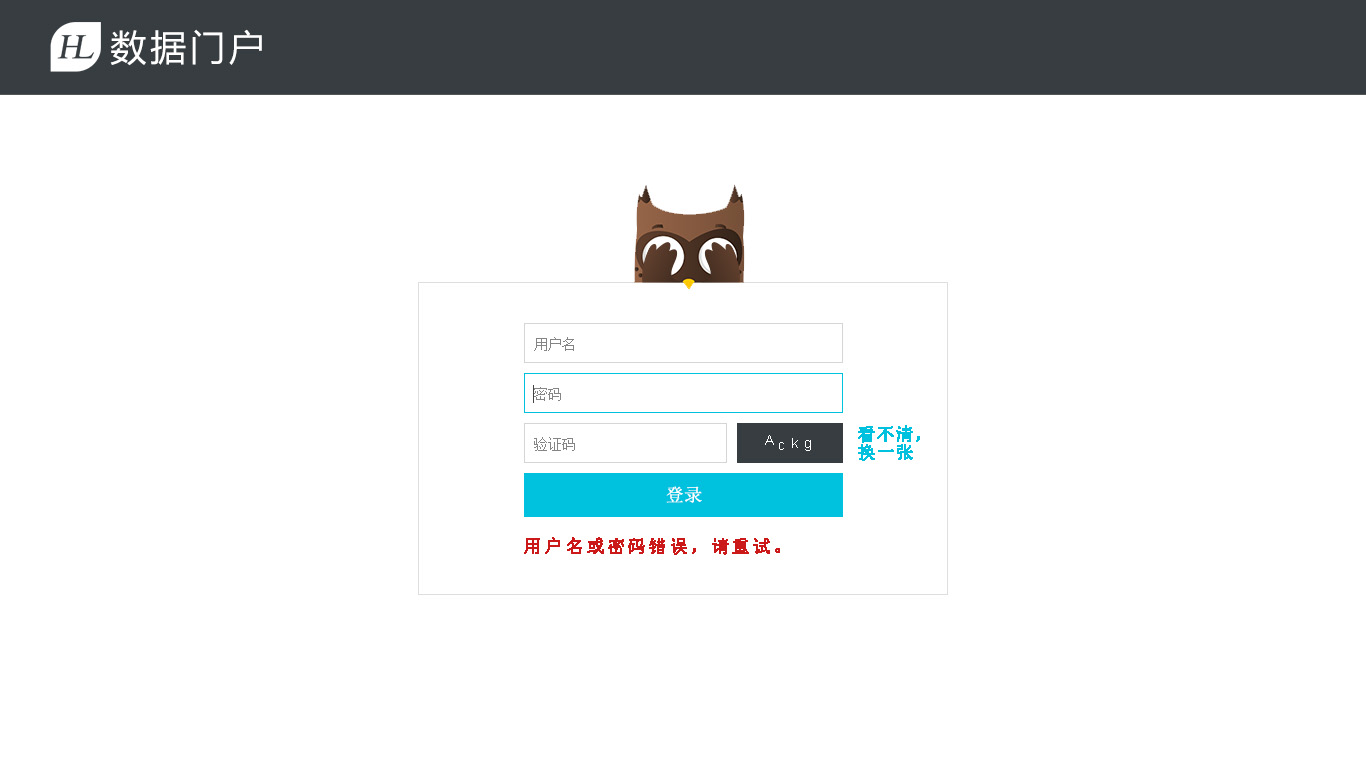 HL 数据门户
用户名
密码
验证码
Ackg
看不清，
换一张
登录
用户名或密码错误，请重试。